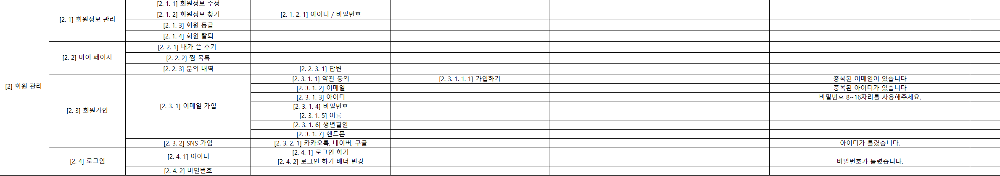 [2. 1. 1] 회원정보 수정
[2. 1] 회원정보 관리
[2. 1. 2] 회원정보 찾기
[2. 1. 2. 1] 아이디 / 비밀번호
[2. 1. 3] 회원 등급
[2. 1. 4] 회원 탈퇴
[2. 2. 1] 내가 쓴 후기
[2. 2] 마이 페이지
[2. 2. 2] 찜 목록
[2. 2. 3] 문의 내역
[2. 2. 3. 1] 답변
[2] 회원 관리
[2. 3] 회원가입
[2. 3. 1] 이메일 가입
[2. 3. 1. 1] 약관 동의
[2. 3. 1. 1. 1] 가입하기
중복된 이메일이 있습니다
[2. 3. 1. 2] 이메일
중복된 아이디가 있습니다
[2. 3. 1. 3] 아이디
비밀번호 8~16자리를 사용해주세요.
[2. 3. 1. 4] 비밀번호
[2. 3. 1. 5] 이름
[2. 3. 1. 6] 생년월일
[2. 3. 1. 7] 핸드폰
[2. 3. 2] SNS 가입
[2. 3. 2. 1] 카카오톡, 네이버, 구글
아이디가 틀렸습니다.
[2. 4] 로그인
[2. 4. 1] 아이디
[2. 4. 1] 로그인 하기
[2. 4. 2] 로그인 하기 배너 변경
비밀번호가 틀렸습니다.
[2. 4. 2] 비밀번호